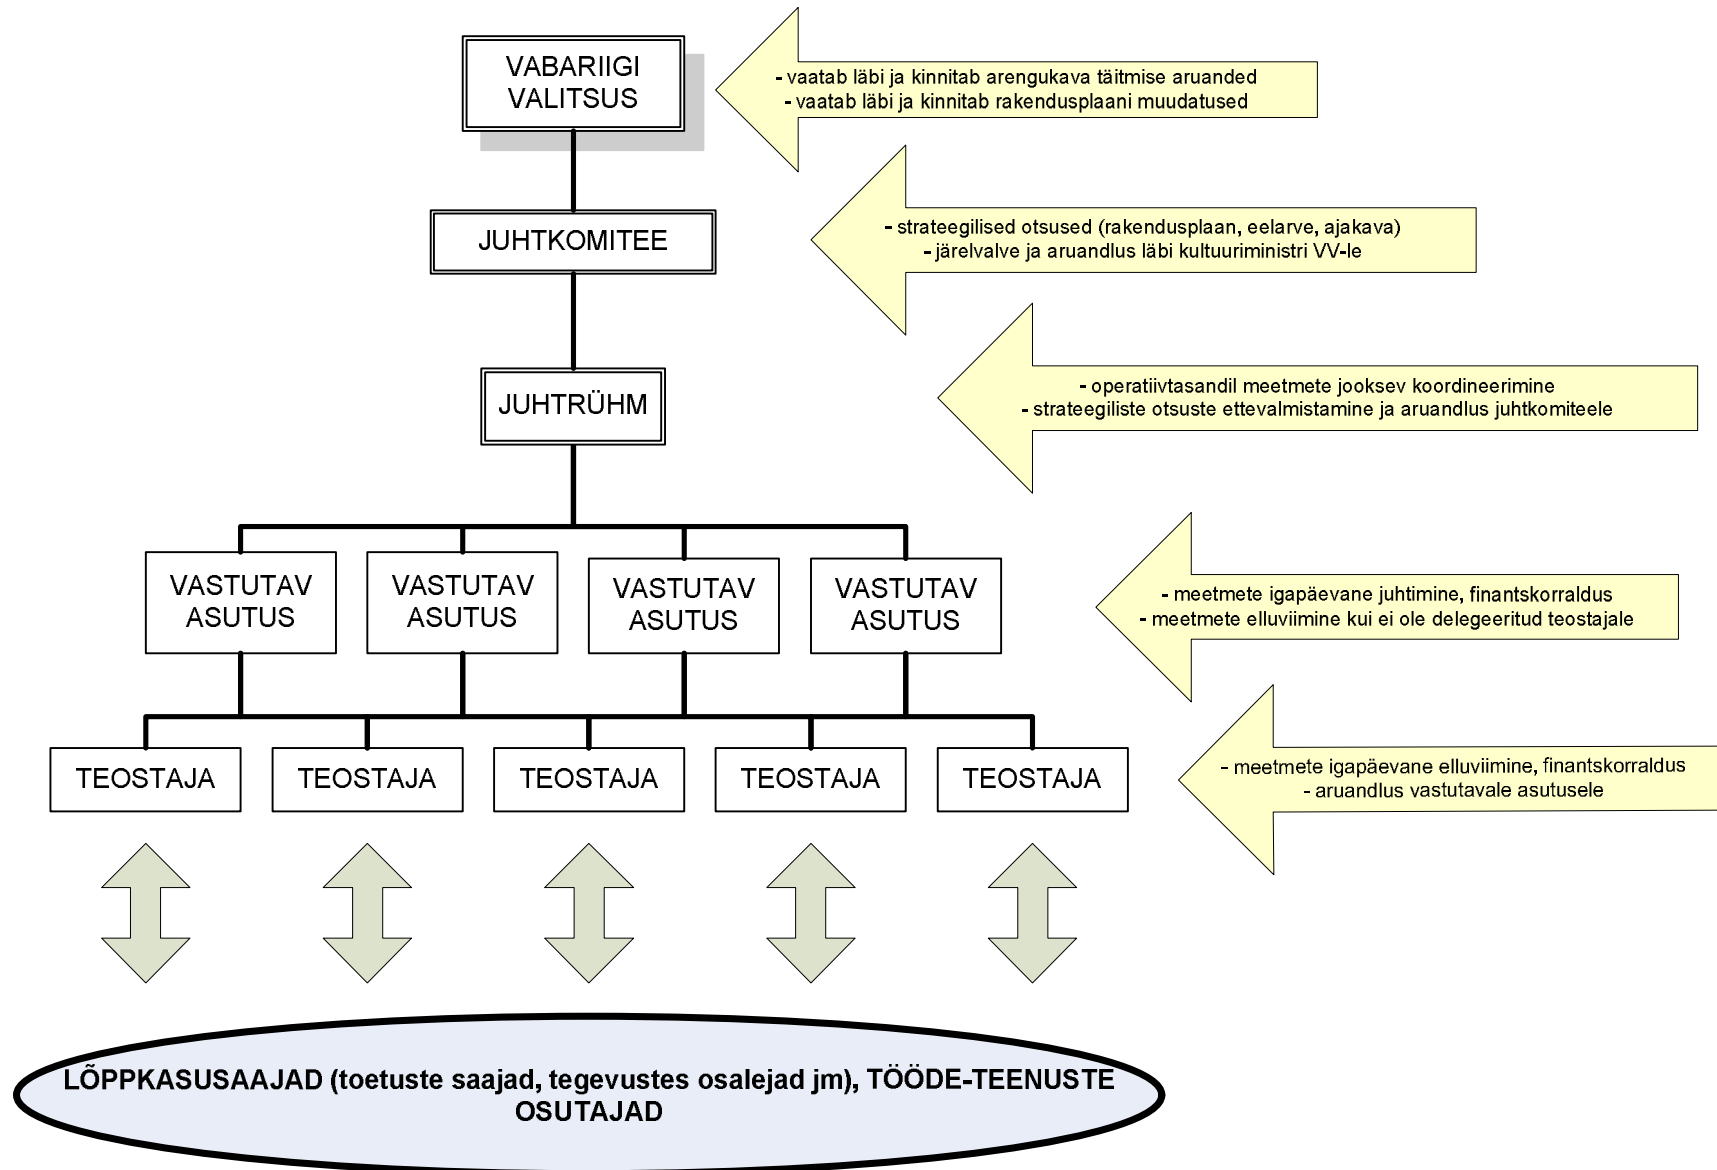 VABARIIGI
VALITSUS
- vaatab läbi ja kinnitab arengukava täitmise aruanded
- vaatab läbi ja kinnitab rakendusplaani muudatused
JUHTKOMITEE
- strateegilised otsused (rakendusplaan, eelarve, ajakava)
- järelvalve ja aruandlus läbi kultuuriministri VV-le
JUHTRÜHM
- operatiivtasandil meetmete jooksev koordineerimine
- strateegiliste otsuste ettevalmistamine ja aruandlus juhtkomiteele
VASTUTAV
ASUTUS
VASTUTAV
ASUTUS
VASTUTAV
ASUTUS
VASTUTAV
ASUTUS
- meetmete igapäevane juhtimine, finantskorraldus
- meetmete elluviimine kui ei ole delegeeritud teostajale
TEOSTAJA
TEOSTAJA
TEOSTAJA
TEOSTAJA
TEOSTAJA
- meetmete igapäevane elluviimine, finantskorraldus
- aruandlus vastutavale asutusele
LÕPPKASUSAAJAD (toetuste saajad, tegevustes osalejad jm), TÖÖDE-TEENUSTE
OSUTAJAD